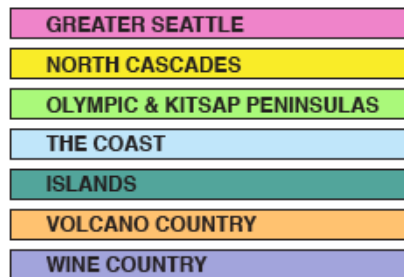 GREATER SEATTLE
NORTH CASCADES
OLYMPIC & KITSAP PENINSULAS
THE COAST
ISLANDS
VOLCANO COUNTRY
WINE COUNTRY